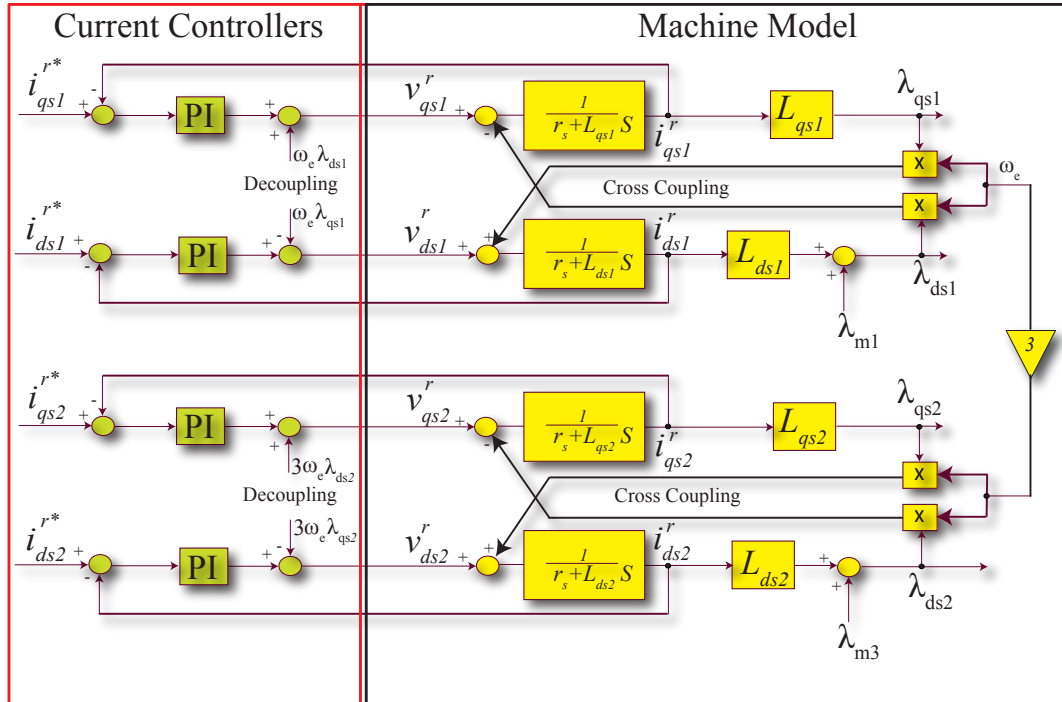 Current Controllers
Machine Model
i^{r*}_{qs1}
-
+
PI
+
+
ω_e λ_{ds1}
Decoupling
v^r_{qs1}
+
-
1
r_s+L_{qs1}S
i^r_{qs1}
L_{qs1}
λ_{qs1}
x
ω_e
Cross Coupling
x
i^{r*}_{ds1}
+
-
PI
+
-
ω_e λ_{qs1}
v^r_{ds1}
+
+
1
r_s+L_{ds1}S
i^r_{ds1}
L_{ds1}
+
+
λ_{m1}
λ_{ds1}
3
i^{r*}_{qs2}
-
+
PI
+
+
3ω_e λ_{ds2}
Decoupling
v^r_{qs2}
+
-
1
r_s+L_{qs2}S
i^r_{qs2}
L_{qs2}
λ_{qs2}
x
Cross Coupling
x
i^{r*}_{ds2}
+
-
PI
+
-
3ω_e λ_{qs2}
v^r_{ds2}
+
+
1
r_s+L_{ds2}S
i^r_{ds2}
L_{ds2}
+
+
λ_{m3}
λ_{ds2}